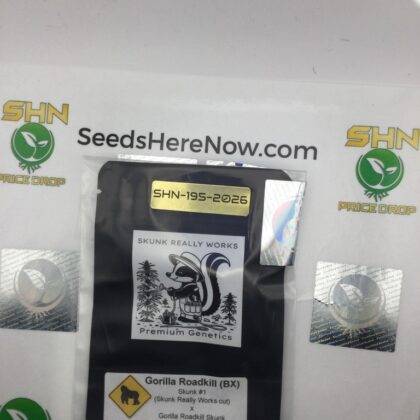 SHN
PRICE DROP
SeedsHereNow.com
SHN
PRICE DROP
SHN-195-2026
SKUNK REALLY WORKS
Premium Genetics
Gorilla Roadkill (BX)
Skunk #1
(Skunk Really Works cut)
X
Gorilla Roadkill Skunk